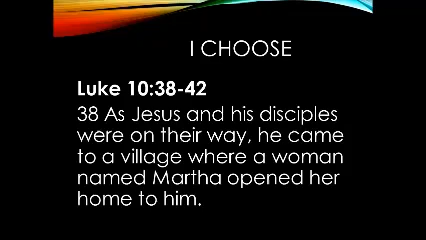 I CHOOSE
Luke 10:38-42
38 As Jesus and his disciples
were on their way, he came
to a village where a woman
named Martha opened her
home to him.